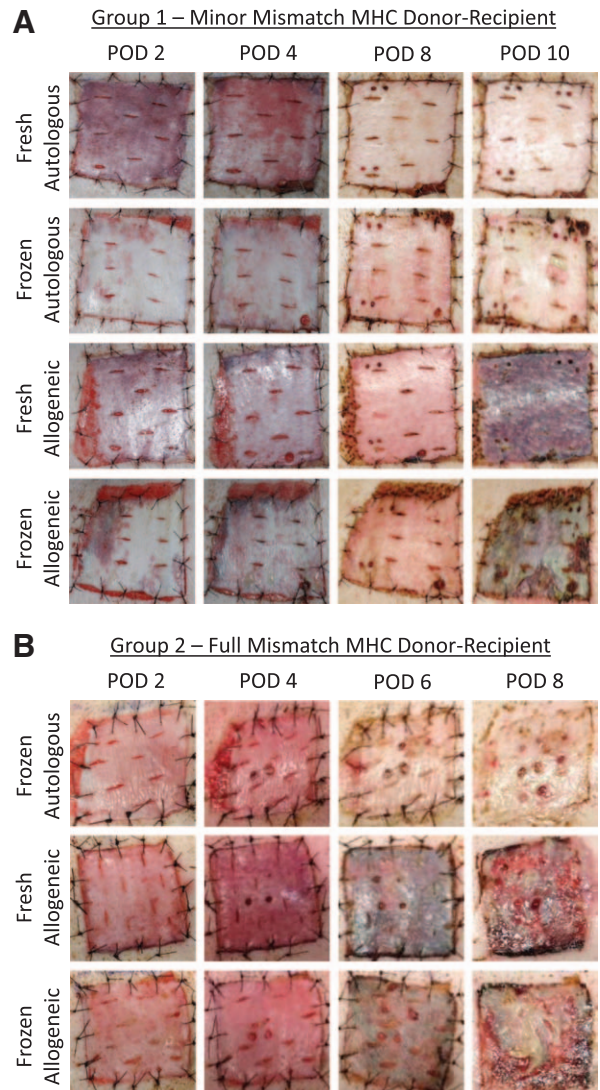 A
Group 1 – Minor Mismatch MHC Donor-Recipient
POD 2 POD 4 POD 8 POD 10
Fresh
Autologous
Frozen
Autologous
Fresh
Allogeneic
Frozen
Allogeneic
B
Group 2 – Full Mismatch MHC Donor-Recipient
POD 2 POD 4 POD 6 POD 8
Frozen
Autologous
Fresh
Allogeneic
Frozen
Allogeneic